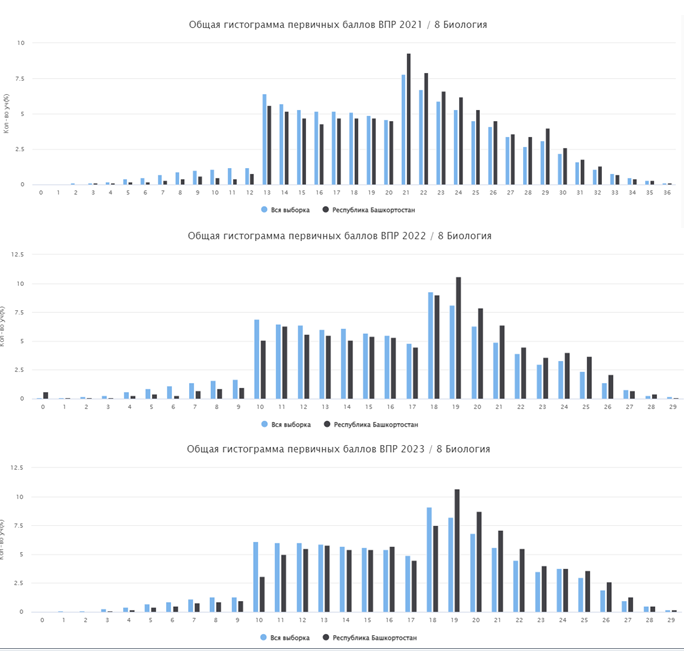 Общая гистограмма первичных баллов ВПР 2021 / 8 Биология
10
7.5
5
2.5
0
Кол - во уч(%)
0 1 2 3 4 5 6 7 8 9 10 11 12 13 14 15 16 17 18 19 20 21 22 23 24 25 26 27 28 29 30 31 32 33 34 35 36
Вся выборка Республика Башкортостан
Общая гистограмма первичных баллов ВПР 2022 / 8 Биология
12.5
10
7.5
5
2.5
0
Кол - во уч(%)
0 1 2 3 4 5 6 7 8 9 10 11 12 13 14 15 16 17 18 19 20 21 22 23 24 25 26 27 28 29
Вся выборка Республика Башкортостан
Общая гистограмма первичных баллов ВПР 2023 / 8 Биология
12.5
10
7.5
5
2.5
0
Кол - во уч(%)
0 1 2 3 4 5 6 7 8 9 10 11 12 13 14 15 16 17 18 19 20 21 22 23 24 25 26 27 28 29
Вся выборка Республика Башкортостан